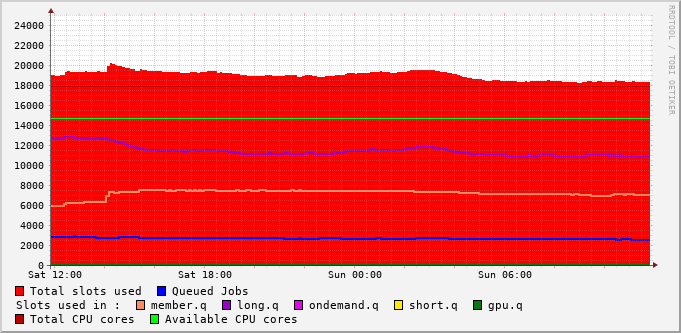 24000
22000
20000
18000
16000
14000
12000
10000
8000
6000
4000
2000
0
Sat 12:00 Sat 18:00 Sun 00:00 Sun 06:00
RRDTOOL / TOBI OETIKER
Total slots used Queued Jobs
Slots used in : member.q long.q ondemand.q short.q gpu.q
Total CPU cores Available CPU cores